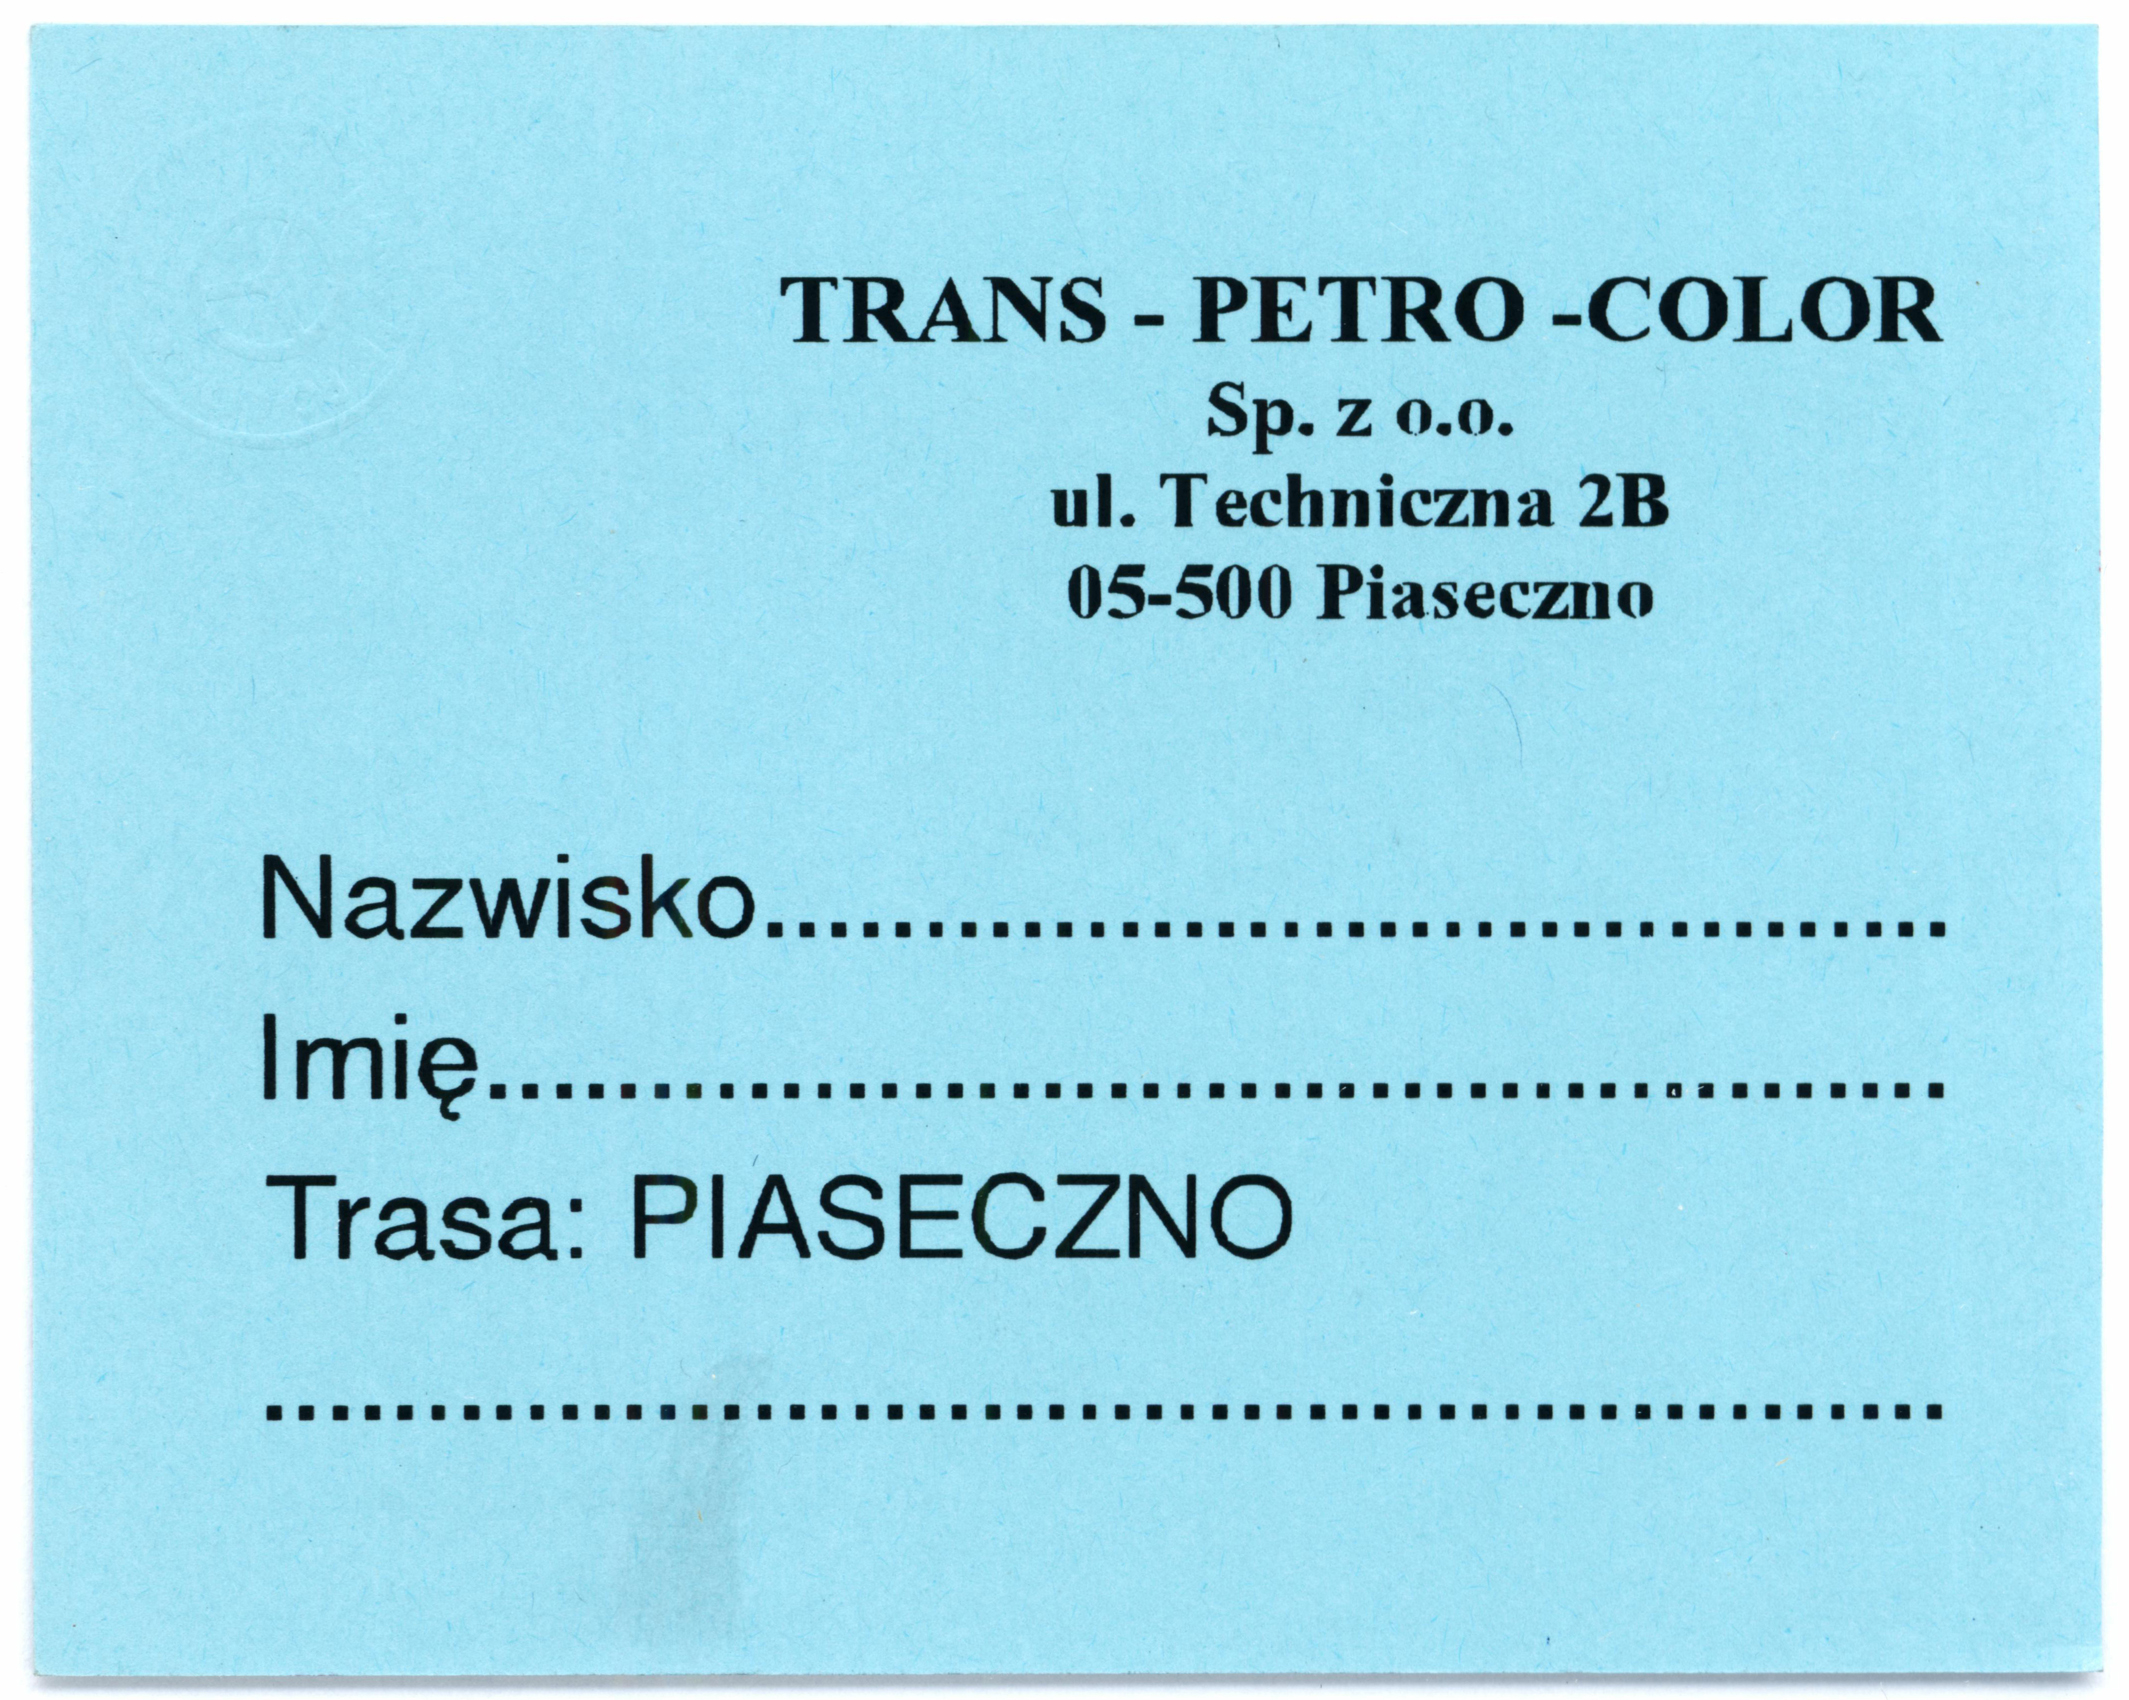 TRANS - PETRO -COLOR
Sp. z o.o.
ul. Techniczna 2B
05-500 Piaseczno
Nazwisko.....................................
Imię.............................................
Trasa: PIASECZNO
....................................................